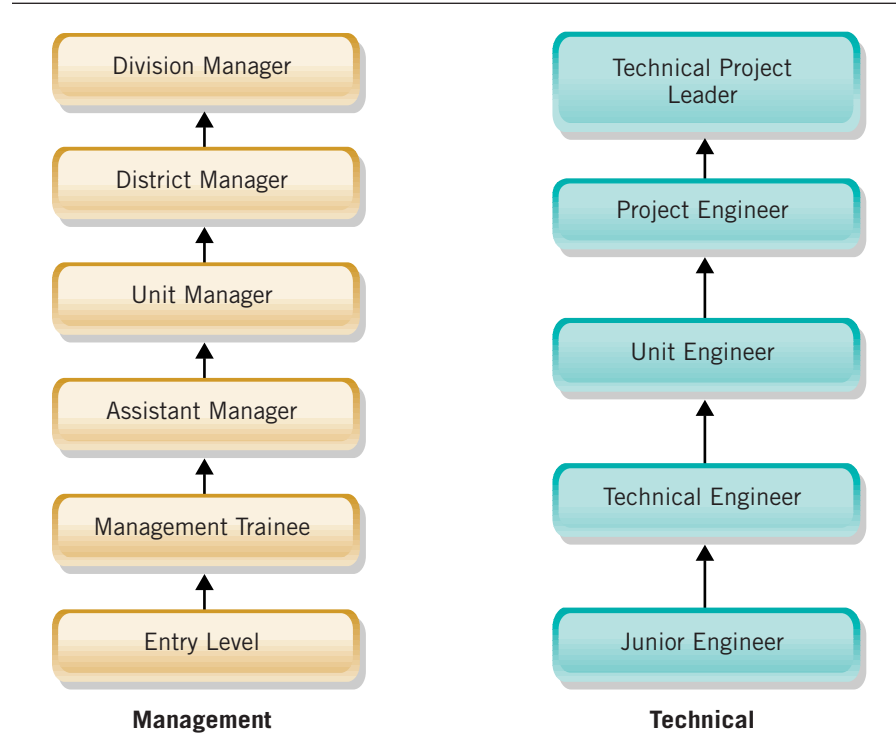 Division Manager
District Manager
Unit Manager
Assistant Manager
Management Trainee
Entry Level
Management
Technical Project
Leader
Project Engineer
Unit Engineer
Technical Engineer
Junior Engineer
Technical